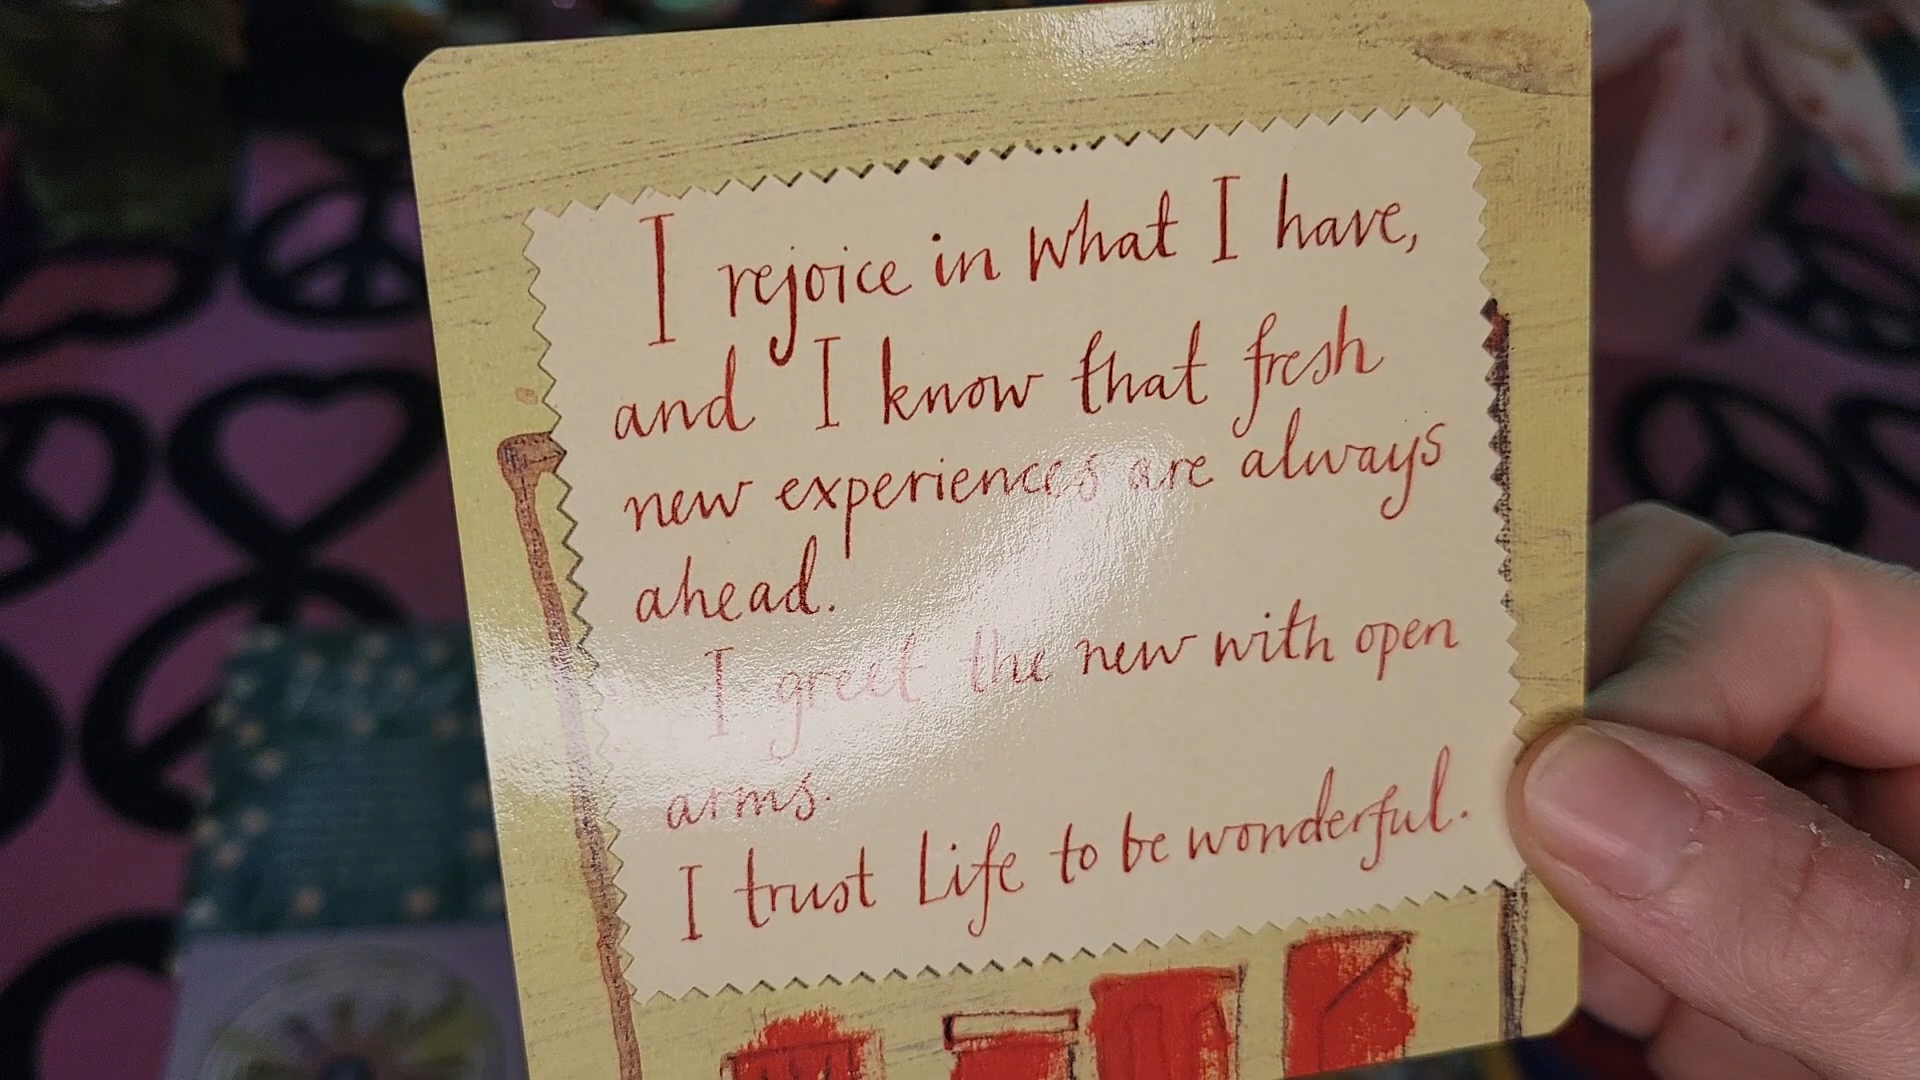 I rejoice in what I have,
and I know that fresh
new experiences are always
ahead.
I greet the new with open
arms.
I trust Life to be wonderful.